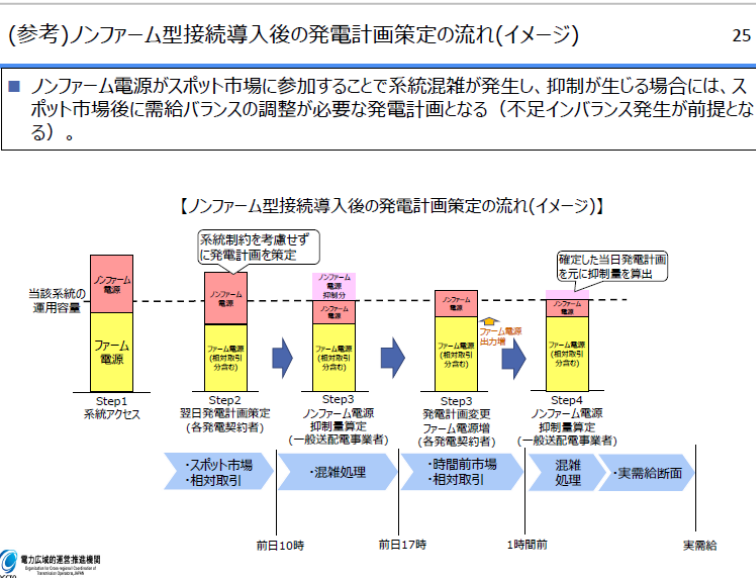 (参考)ノンファーム型接続導入後の発電計画策定の流れ(イメージ)
25
■ ノンファーム電源がスポット市場に参加することで系統混雑が発生し、抑制が生じる場合には、ス
ポット市場後に需給バランスの調整が必要な発電計画となる（不足インバランス発生が前提とな
る）。
【ノンファーム型接続導入後の発電計画策定の流れ(イメージ)】
系統制約を考慮せず
に発電計画を策定
確定した当日発電計画
を元に抑制量を算出
当該系統の
運用容量
ノンファーム
電源
ファーム
電源
ノンファーム
電源
ファーム電源
(相対取引
分含む)
ノンファーム
電源
抑制分
ノンファーム
電源
ファーム電源
(相対取引
分含む)
ノンファーム
電源
ファーム電源
(相対取引
分含む)
ファーム電源
出力増
ノンファーム
電源
ファーム電源
(相対取引
分含む)
Step1
系統アクセス
Step2
翌日発電計画策定
(各発電契約者)
Step3
ノンファーム電源
抑制量算定
(一般送配電事業者)
Step3
発電計画変更
ファーム電源増
(各発電契約者)
Step4
ノンファーム電源
抑制量算定
(一般送配電事業者)
・スポット市場
・相対取引
・混雑処理
・時間前市場
・相対取引
混雑
処理
・実需給断面
前日10時
前日17時
1時間前
実需給
電力広域的運営推進機関